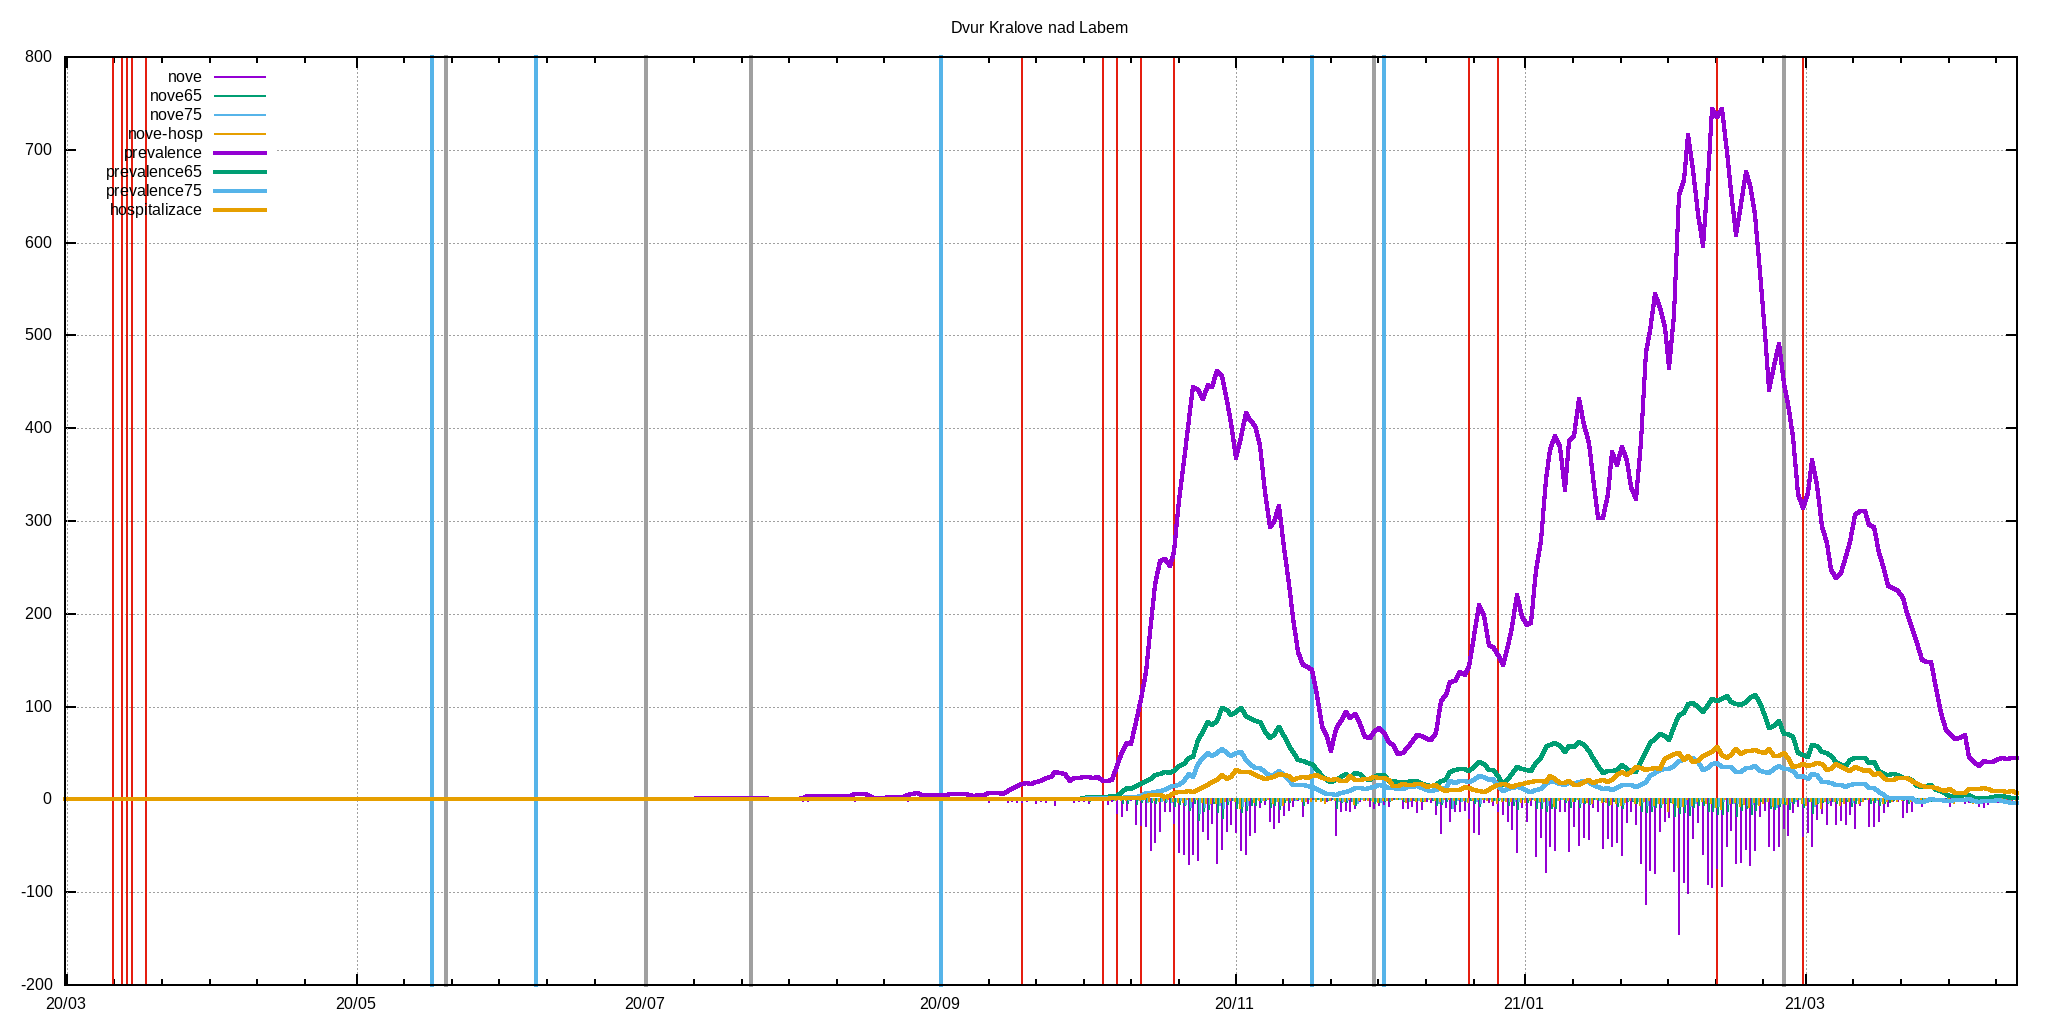 Dvur Kralove nad Labem
800
700
600
500
400
300
200
100
0
-100
-200
nove
nove65
nove75
nove-hosp
prevalence
prevalence65
prevalence75
hospitalizace
20/03 20/05 20/07 20/09 20/11 21/01 21/03